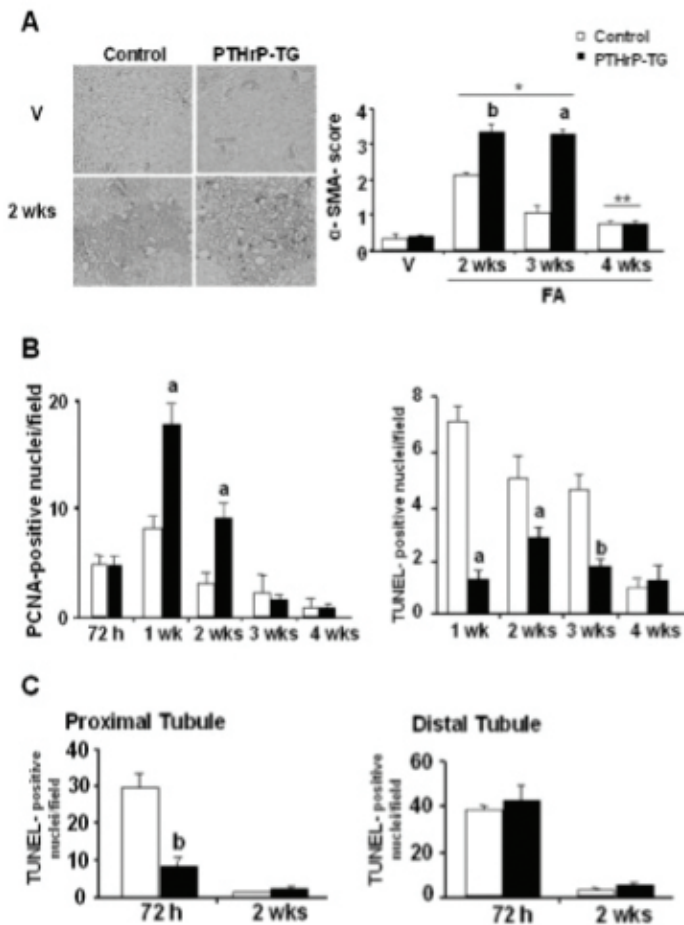 A
Control PTHrP-TG
V
2 wks
Control
PTHrP-TG
α- SMA- score
4
3
2
1
0
*
b
a
**
V 2 wks 3 wks 4 wks
FA
B
PCNA-positive nuclei/field
20
10
0
a
a
72 h 1 wk 2 wks 3 wks 4 wks
TUNEL- positive nuclei/field
8
6
4
2
0
a
a
b
1 wk 2 wks 3 wks 4 wks
C
Proximal Tubule
TUNEL- positive
nuclei/field
40
30
20
10
0
b
72 h 2 wks
Distal Tubule
TUNEL- positive
nuclei/field
60
40
20
0
72 h 2 wks